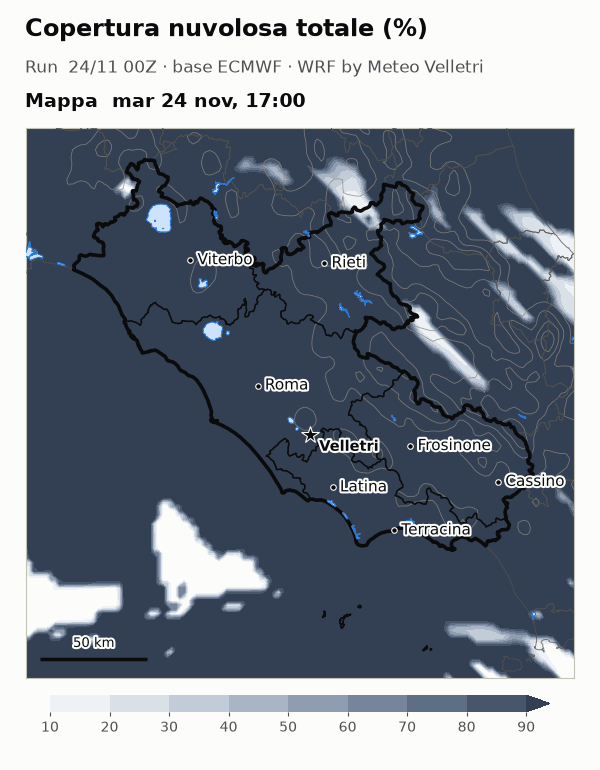 Copertura nuvolosa totale (%)
Run 24/11 00Z · base ECMWF · WRF by Meteo Velletri
Mappa mar 24 nov, 17:00
Viterbo
Rieti
Roma
Velletri
Frosinone
Cassino
Latina
Terracina
50 km
10 20 30 40 50 60 70 80 90